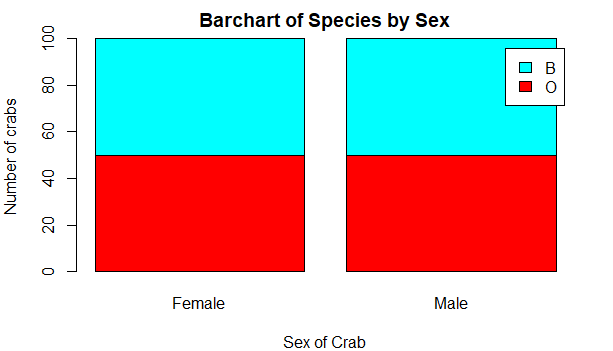 Barchart of Species by Sex
Number of crabs
100
80
60
40
20
0
B
O
Female Male
Sex of Crab